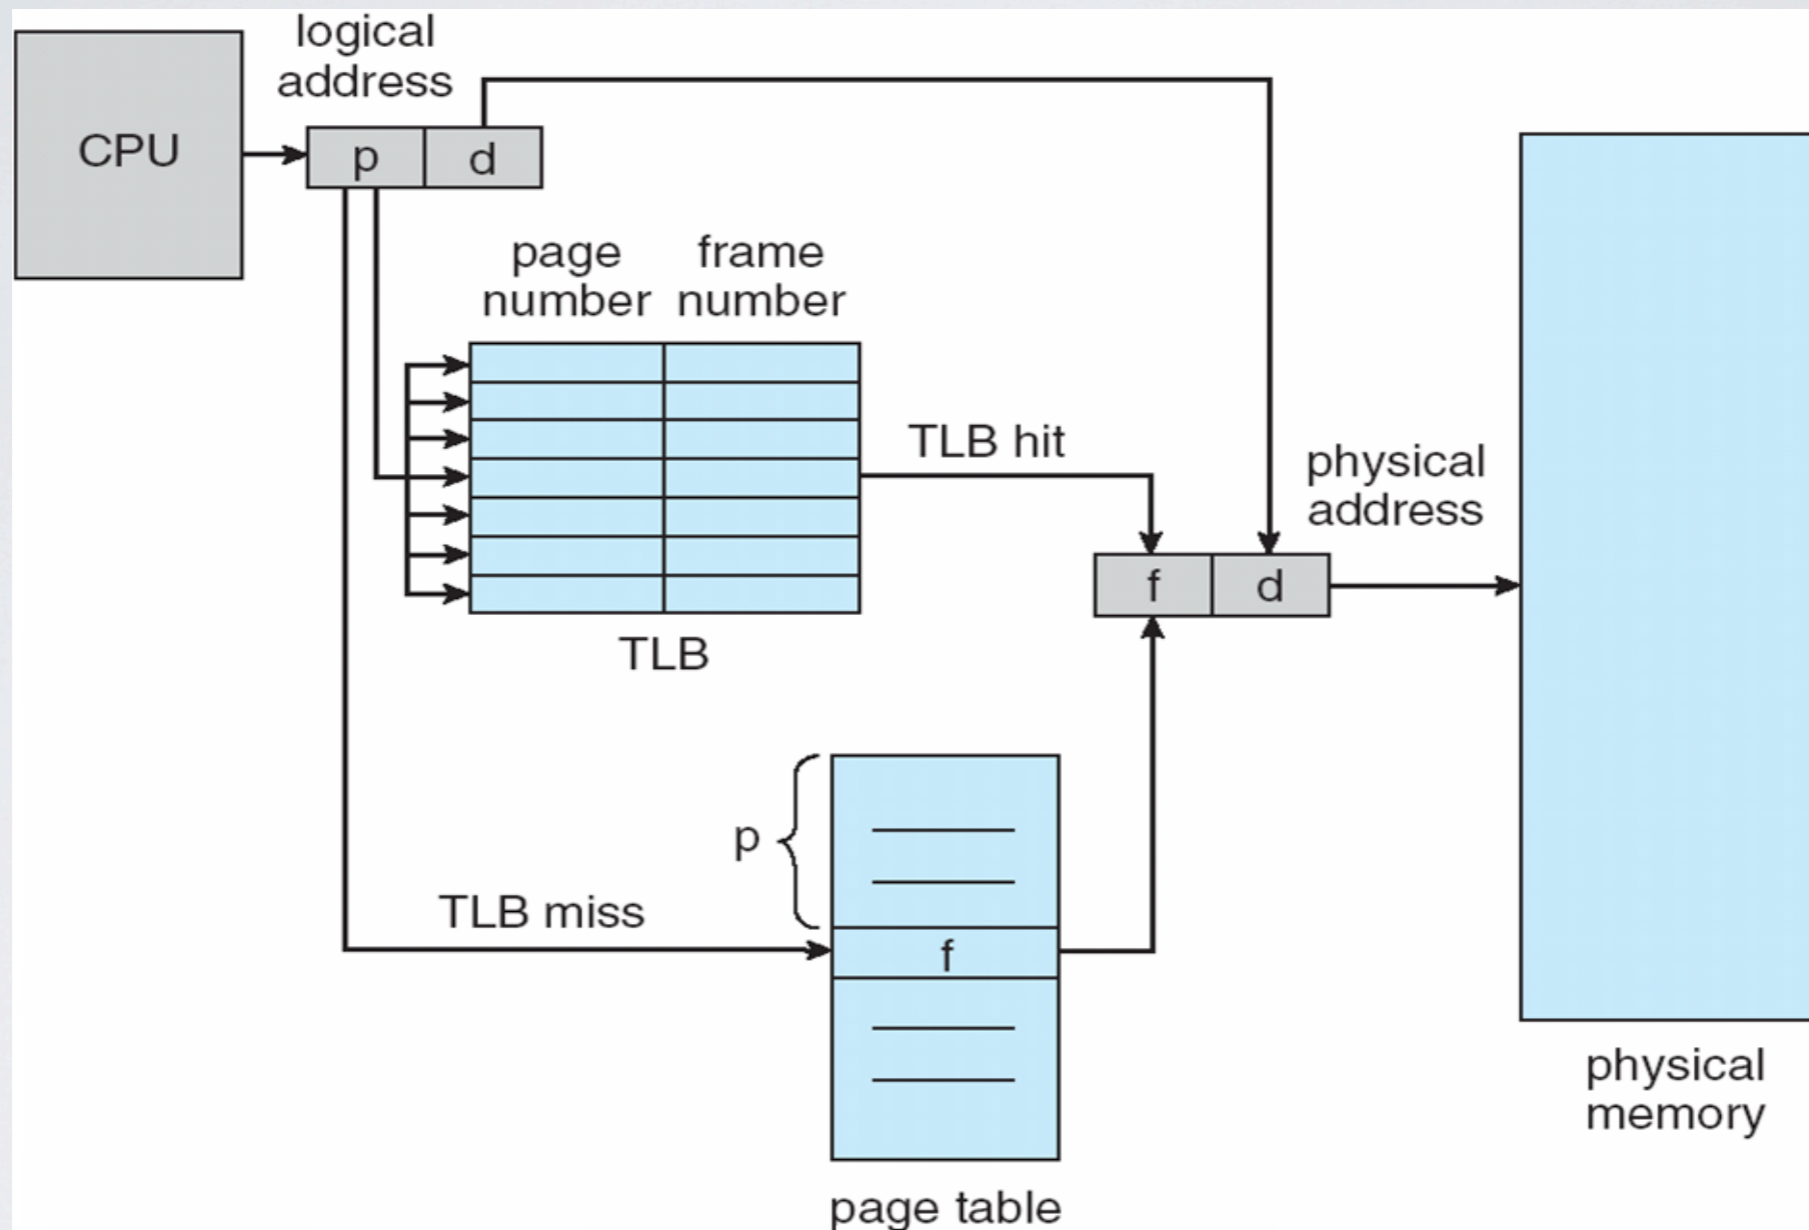 logical
address
CPU
p
d
page
number
frame
number
TLB hit
physical
address
f
d
TLB
p
TLB miss
f
physical
memory
page table